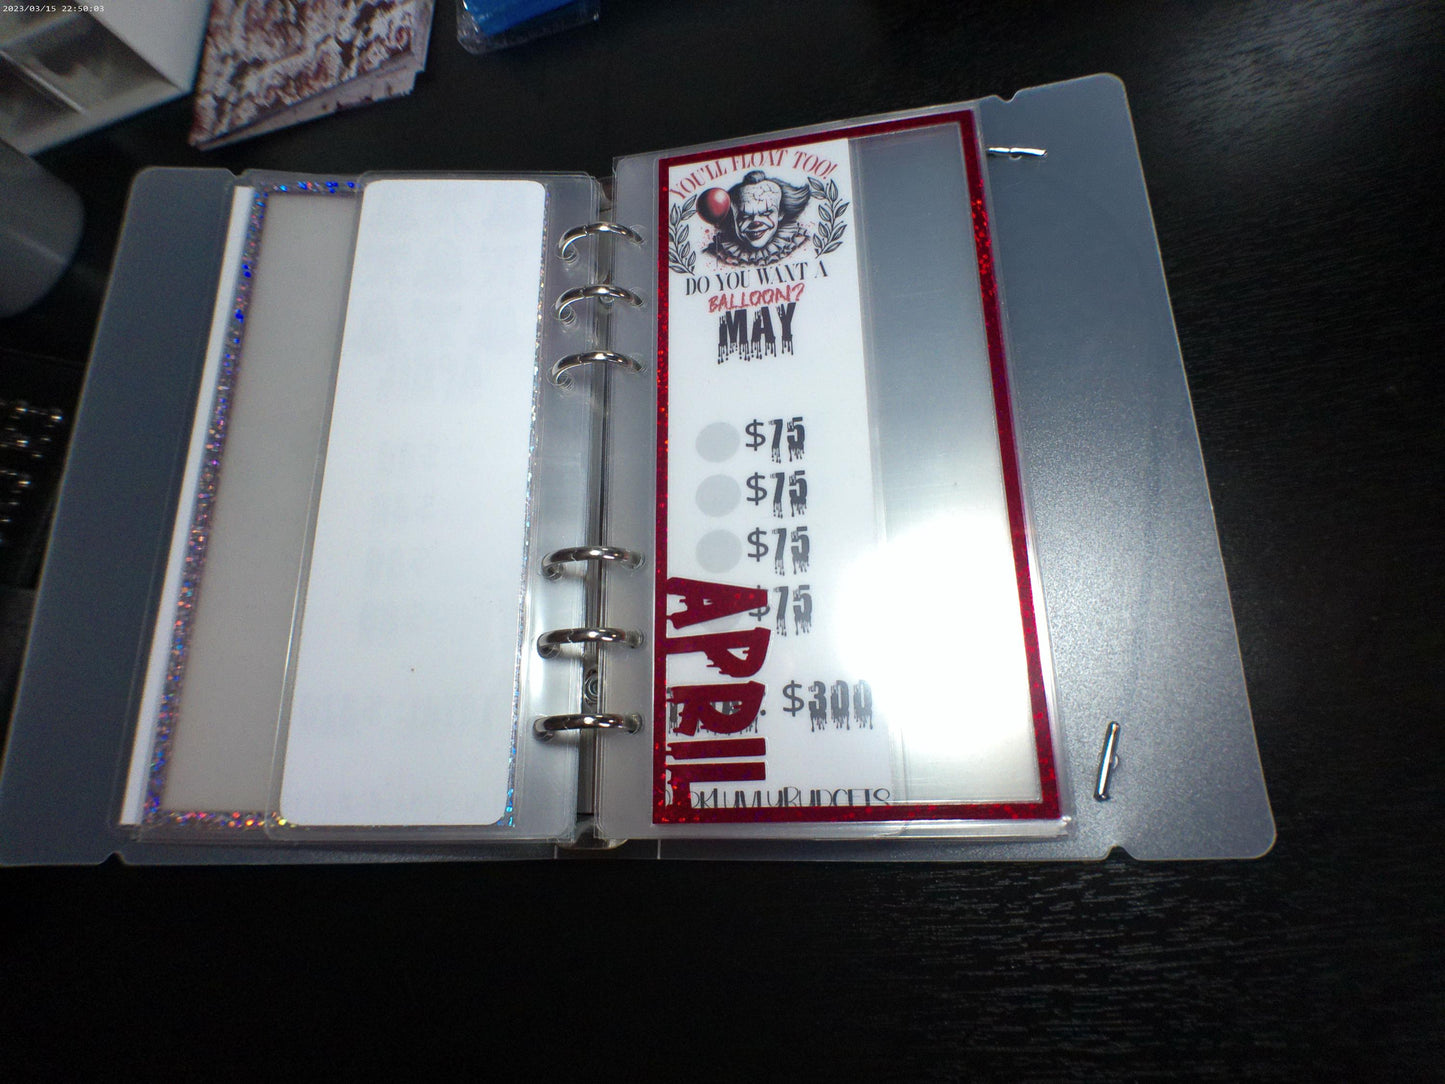 2023/03/15 22:50:03
YOU'LL FLOAT TOO!
DO YOU WANT A
BALLOON?
MAY
$75
$75
$75
$75
$300
APRIL